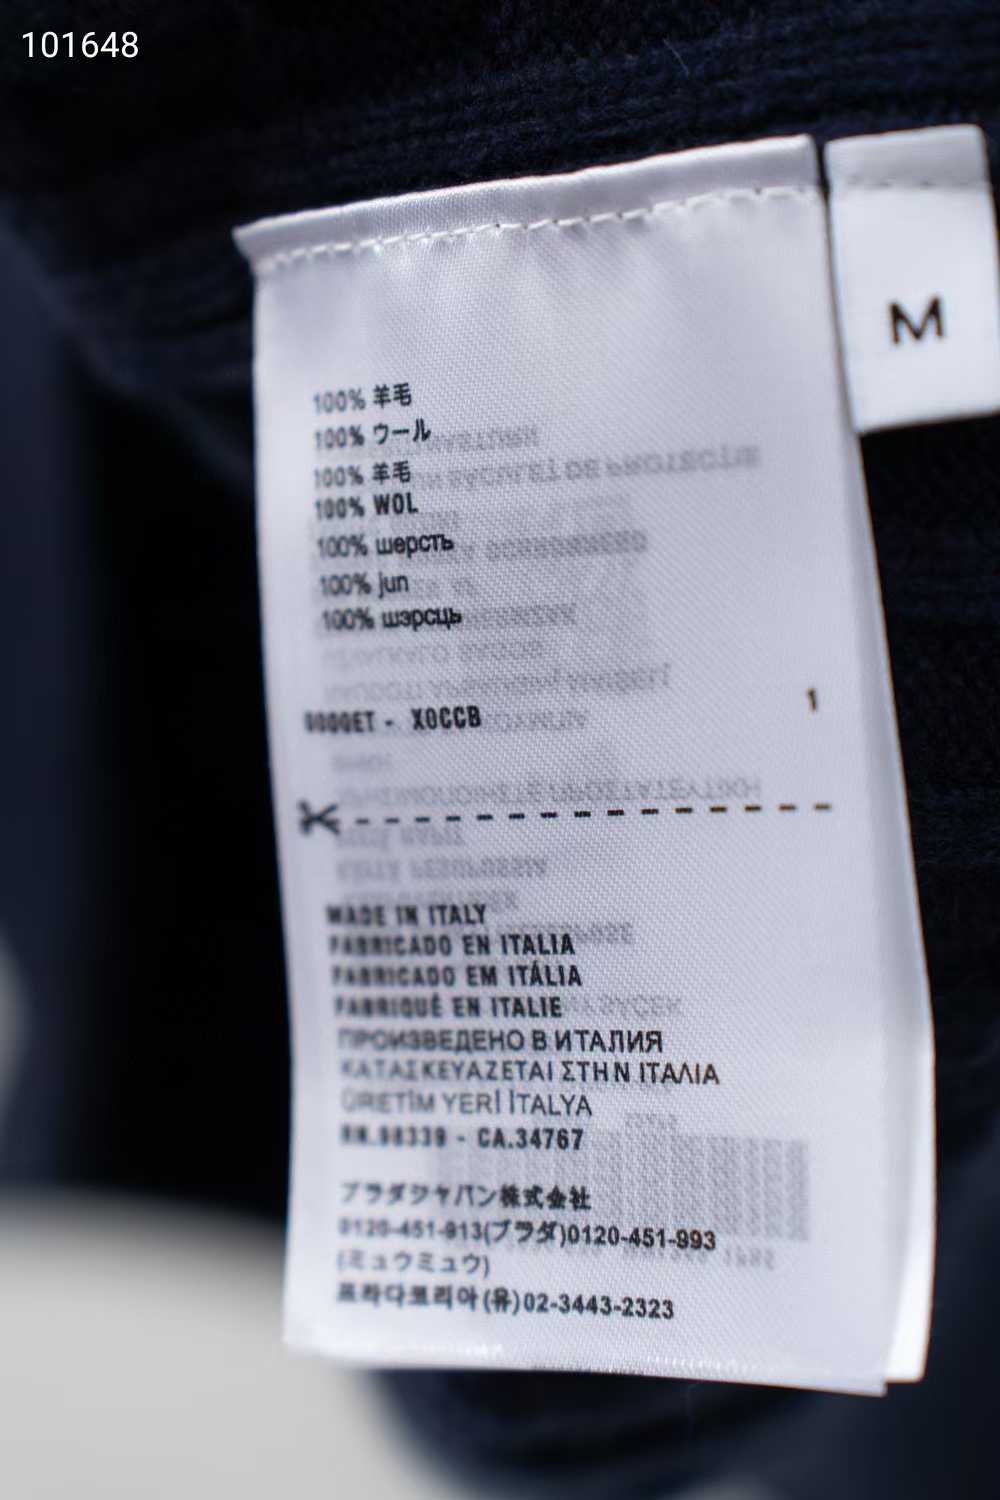 101648
M
100% 羊毛
100% ウール
100% 羊毛
100% WOL
100% шерсть
100% jun
100% шэрсць
- X0CCB
1
MADE IN ITALY
FABRICADO EN ITALIA
FABRICADO EM ITÁLIA
FABRIQUÉ EN ITALIE
ПРОИЗВЕДЕНО В ИТАЛИЯ
ΚΑΤΑΣΚΕΥΑΖΕΤΑΙ ΣΤΗΝ ΙΤΑΛΙΑ
ÜRETİM YERİ İTALYA
RN.98339 - CA.34767
プラダジャパン株式会社
0120-451-913(プラダ)0120-451-993
(ミュウミュウ)
프라다코리아(유)02-3443-2323